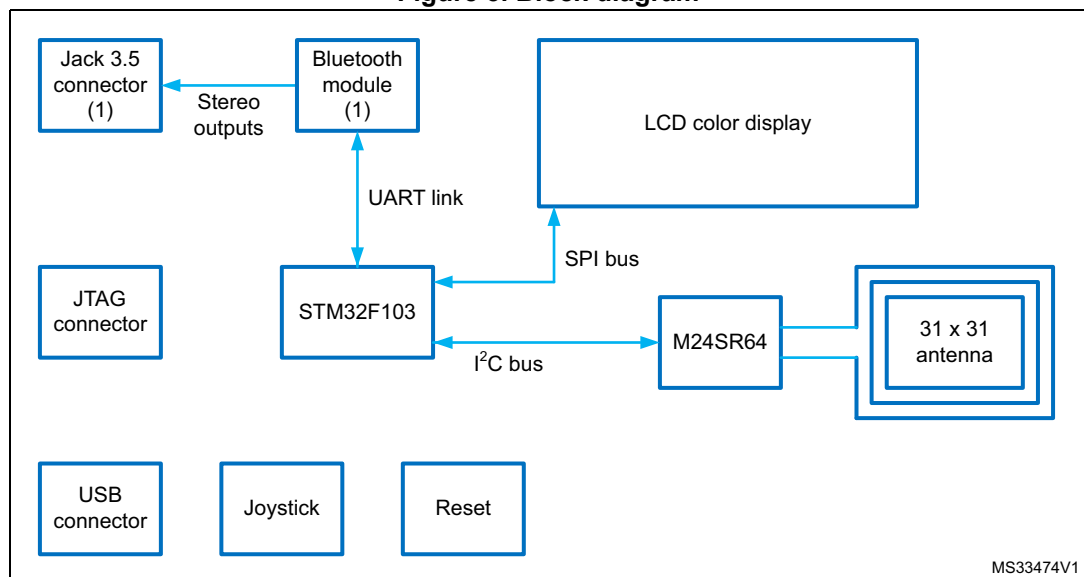 Jack 3.5
connector
(1)
Stereo
outputs
Bluetooth
module
(1)
LCD color display
UART link
SPI bus
JTAG
connector
STM32F103
I²C bus
M24SR64
31 x 31
antenna
USB
connector
Joystick
Reset
MS33474V1